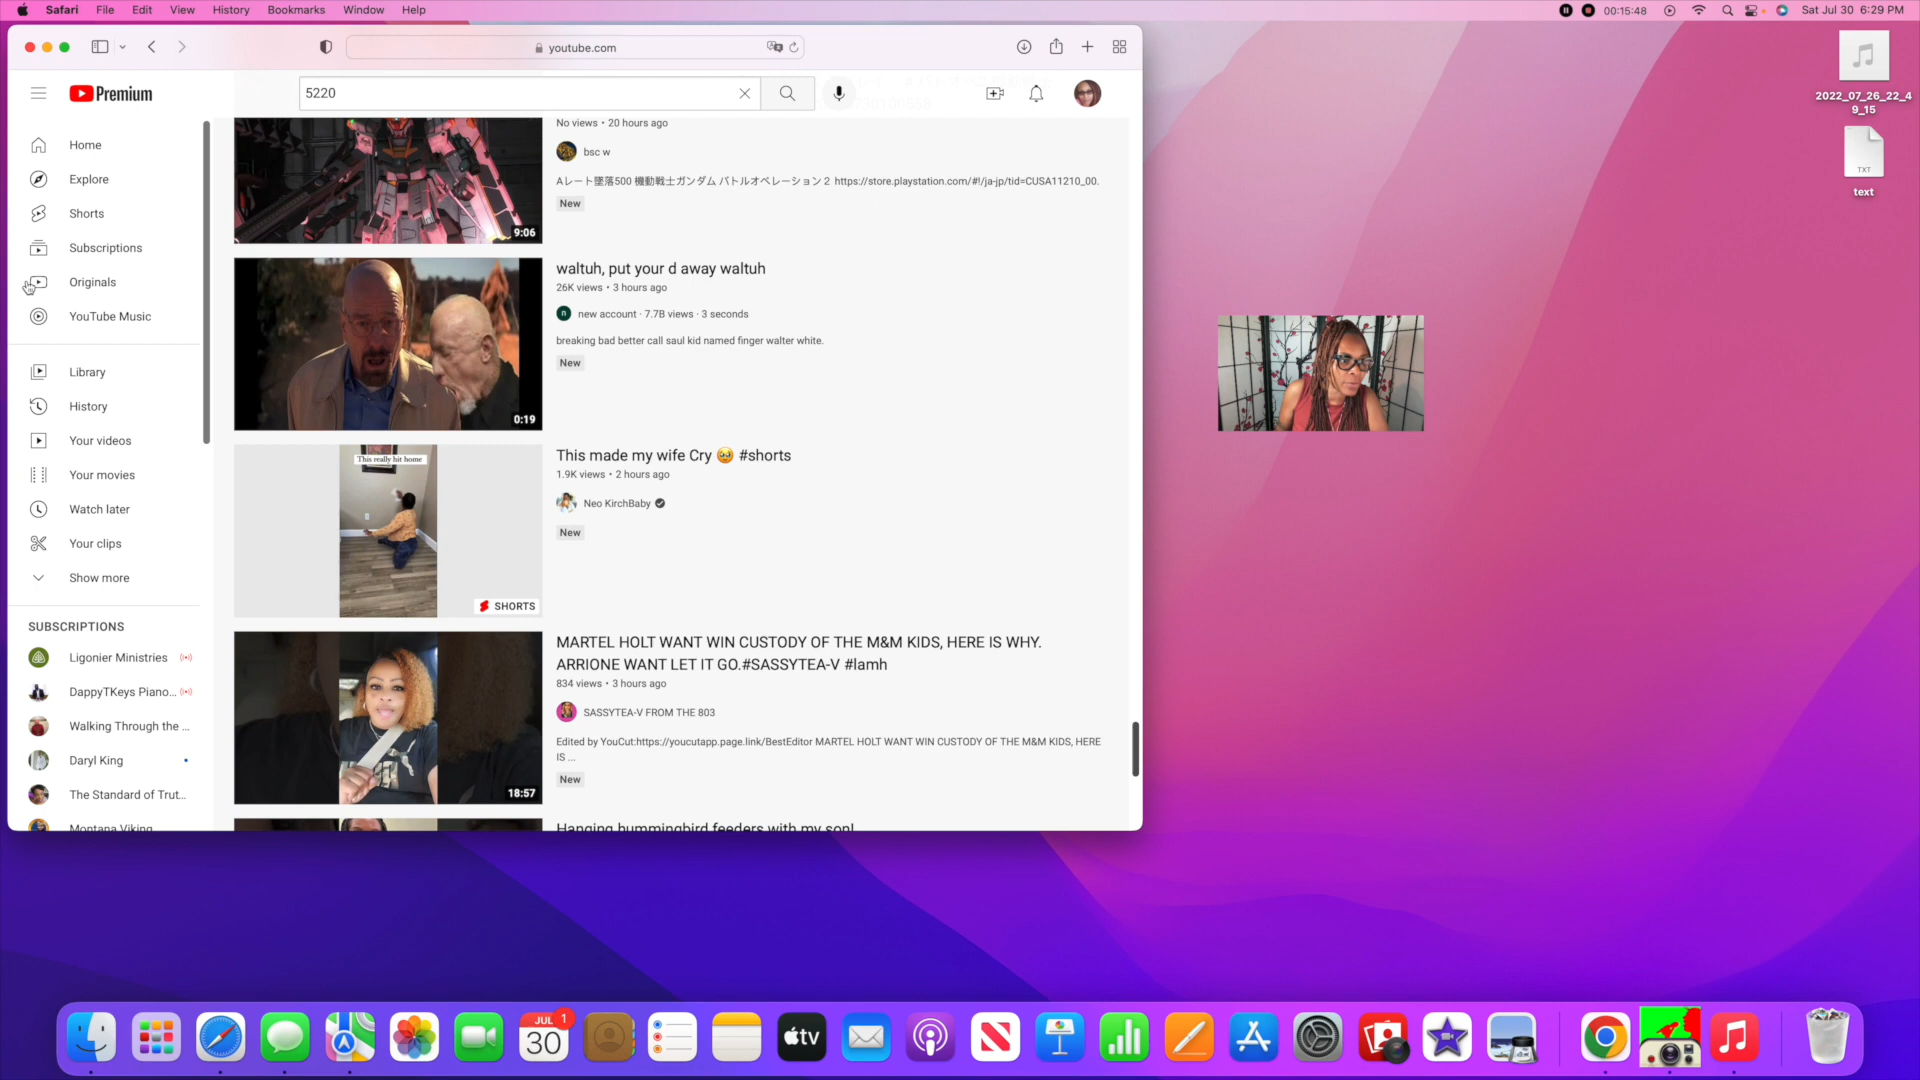 Safari File Edit View History Bookmarks Window Help
00:15:48 Sat Jul 30 6:29 PM
youtube.com
2022_07_26_22_4
9_15
TXT
text
Premium
5220
Home
Explore
Shorts
Subscriptions
Originals
YouTube Music
Library
History
Your videos
Your movies
Watch later
Your clips
Show more
SUBSCRIPTIONS
Ligonier Ministries
DappyTKeys Piano...
Walking Through the ...
Daryl King
The Standard of Trut...
Montana Viking
9:06
No views • 20 hours ago
bsc w
Aレート墜落500 機動戦士ガンダム バトルオペレーション 2 https://store.playstation.com/#!/ja-jp/tid=CUSA11210_00.
New
0:19
waltuh, put your d away waltuh
26K views • 3 hours ago
n
new account · 7.7B views · 3 seconds
breaking bad better call saul kid named finger walter white.
New
This really hit home
SHORTS
This made my wife Cry 🥹 #shorts
1.9K views • 2 hours ago
Neo KirchBaby
New
18:57
MARTEL HOLT WANT WIN CUSTODY OF THE M&M KIDS, HERE IS WHY.
ARRIONE WANT LET IT GO.#SASSYTEA-V #lamh
834 views • 3 hours ago
SASSYTEA-V FROM THE 803
Edited by YouCut:https://youcutapp.page.link/BestEditor MARTEL HOLT WANT WIN CUSTODY OF THE M&M KIDS, HERE
IS ...
New
Hanging hummingbird feeders with my son!
JUL 1
30
tv